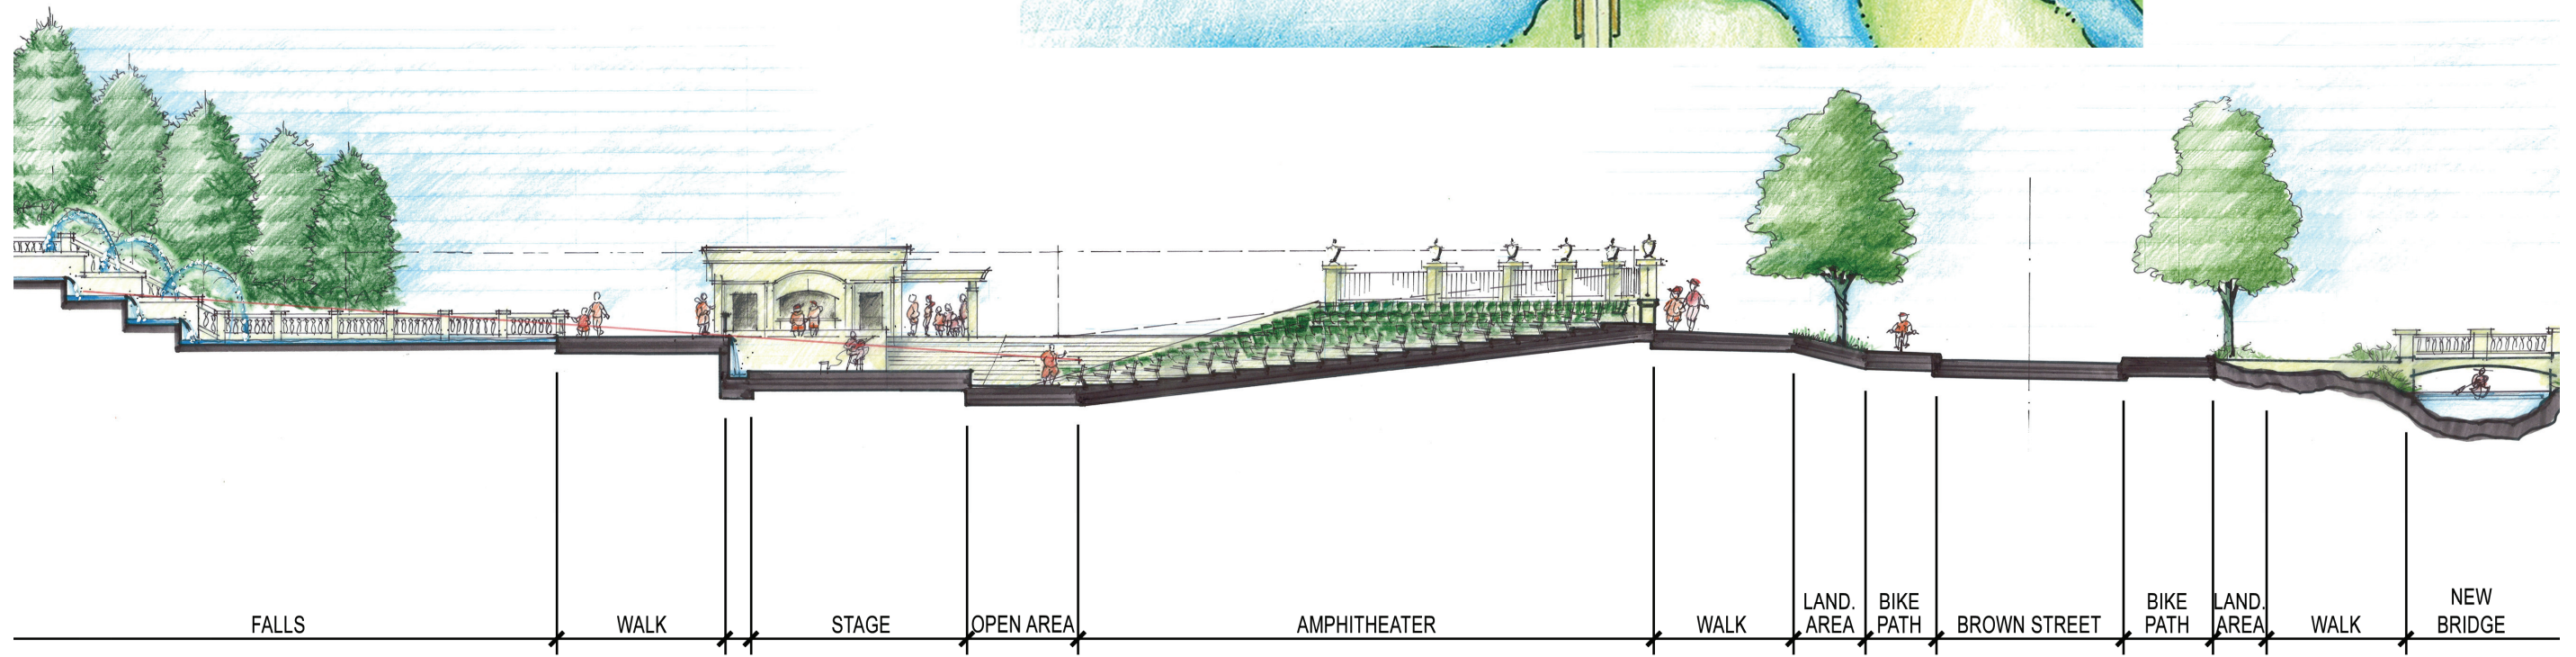 FALLS
WALK
STAGE
OPEN AREA
AMPHITHEATER
WALK
LAND.
AREA
BIKE
PATH
BROWN STREET
BIKE
PATH
LAND.
AREA
WALK
NEW
BRIDGE